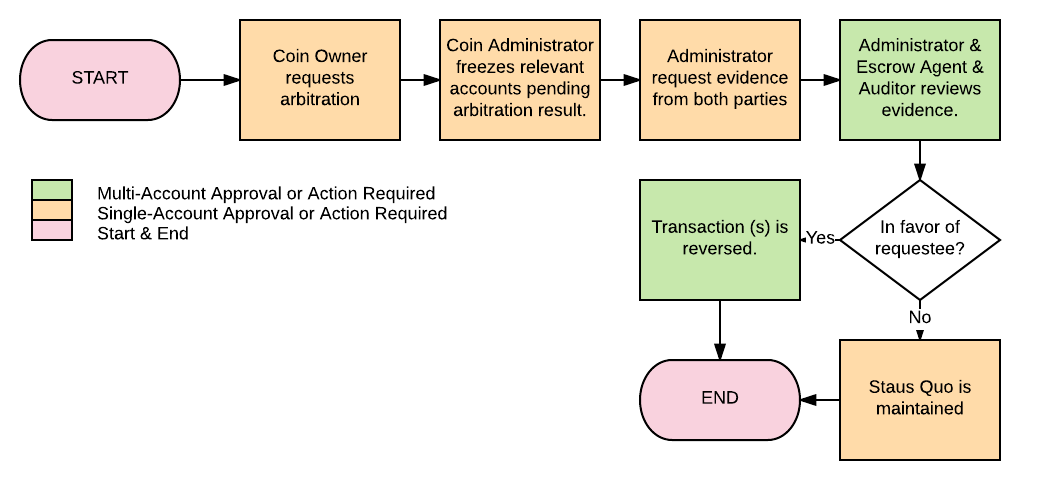 START
Coin Owner
requests
arbitration
Coin Administrator
freezes relevant
accounts pending
arbitration result.
Administrator
request evidence
from both parties
Administrator &
Escrow Agent &
Auditor reviews
evidence.
Multi-Account Approval or Action Required
Single-Account Approval or Action Required
Start & End
Transaction (s) is
reversed.
Yes
In favor of
requestee?
No
END
Staus Quo is
maintained